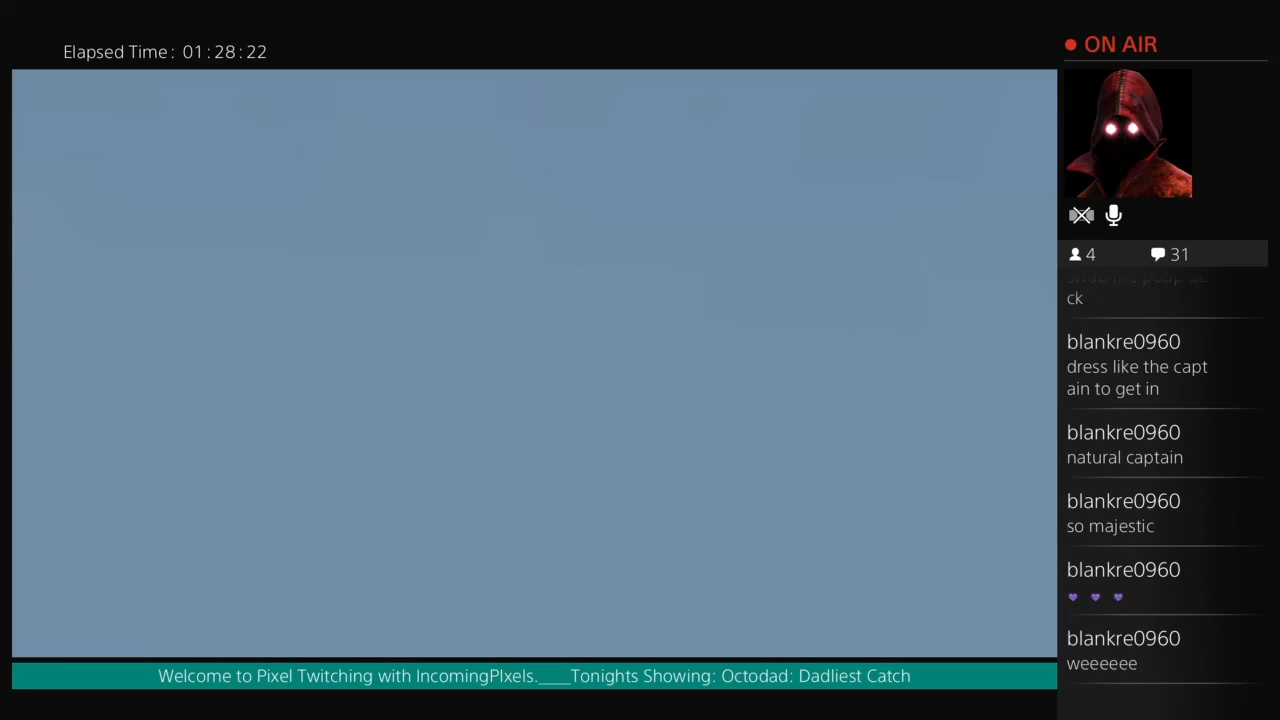 Elapsed Time: 01:28:22
ON AIR
4
31
ck
blankre0960
dress like the capt
ain to get in
blankre0960
natural captain
blankre0960
so majestic
blankre0960
💜 💜 💜
blankre0960
weeeeee
Welcome to Pixel Twitching with IncomingPIxels.____Tonights Showing: Octodad: Dadliest Catch